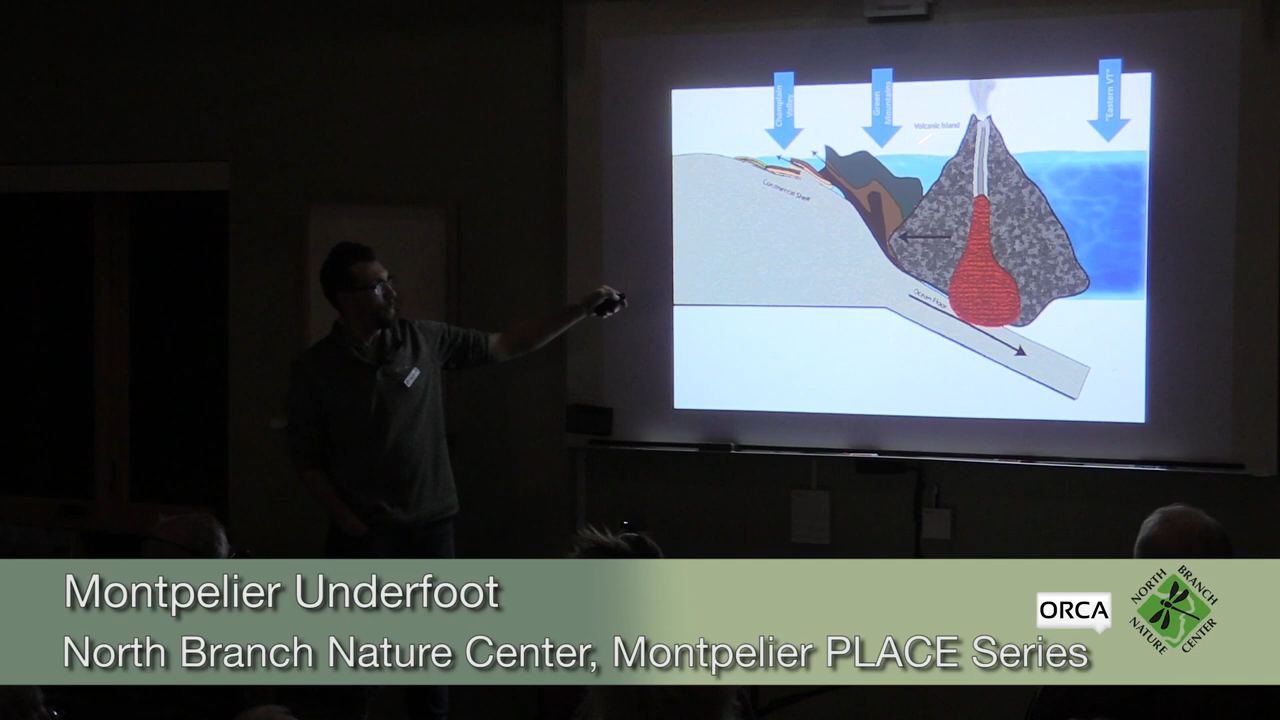 Champlain
Valley
Green
Mountains
"Eastern VT"
Volcanic Island
Continental Shelf
Ocean Floor
Montpelier Underfoot
ORCA
NORTH BRANCH
NATURE CENTER
North Branch Nature Center, Montpelier PLACE Series